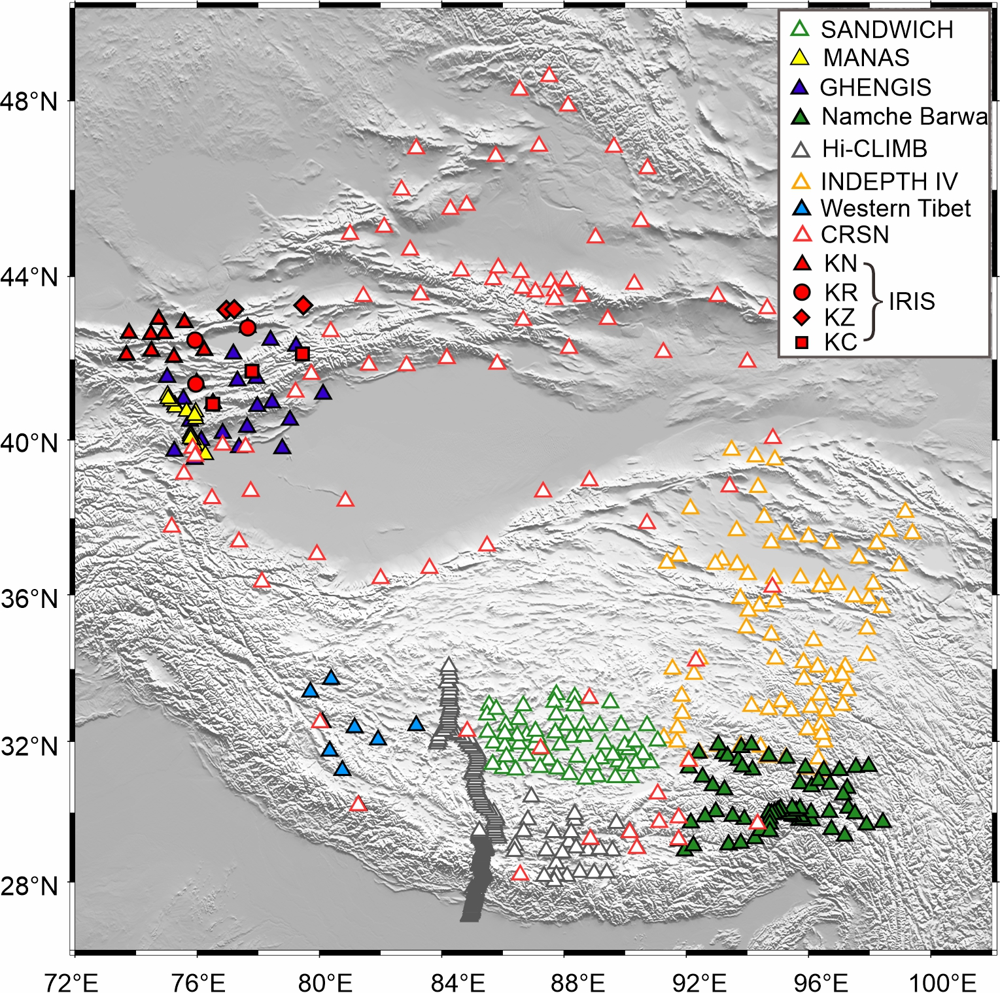 SANDWICH
MANAS
GHENGIS
Namche Barwa
Hi-CLIMB
INDEPTH IV
Western Tibet
CRSN
KN
KR
KZ
KC
IRIS
48°N
44°N
40°N
36°N
32°N
28°N
72°E 76°E 80°E 84°E 88°E 92°E 96°E 100°E